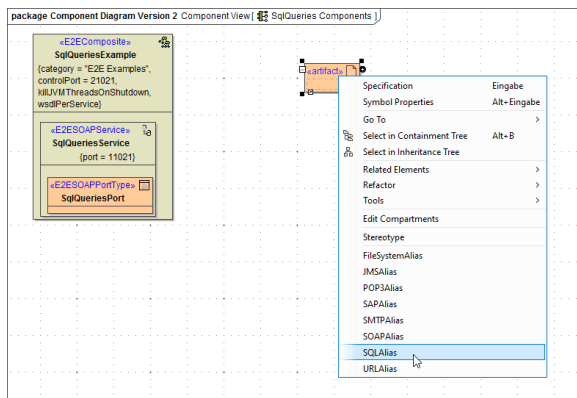 package Component Diagram Version 2 Component View [ SqlQueries Components ]
«E2EComposite»
SqlQueriesExample
{category = "E2E Examples",
controlPort = 21021,
killJVMThreadsOnShutdown,
wsdlPerService}
«E2ESOAPService»
SqlQueriesService
{port = 11021}
«E2ESOAPPortType»
SqlQueriesPort
«artifact»
Specification Eingabe
Symbol Properties Alt+Eingabe
Go To
Select in Containment Tree Alt+B
Select in Inheritance Tree
Related Elements
Refactor
Tools
Edit Compartments
Stereotype
FileSystemAlias
JMSAlias
POP3Alias
SAPAlias
SMTPAlias
SOAPAlias
SQLAlias
URLAlias